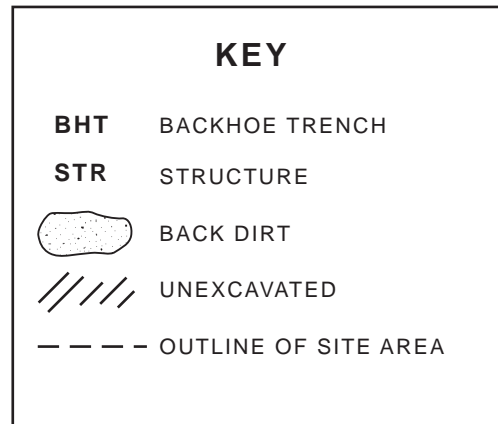 KEY
BHT BACKHOE TRENCH
STR STRUCTURE
BACK DIRT
UNEXCAVATED
OUTLINE OF SITE AREA